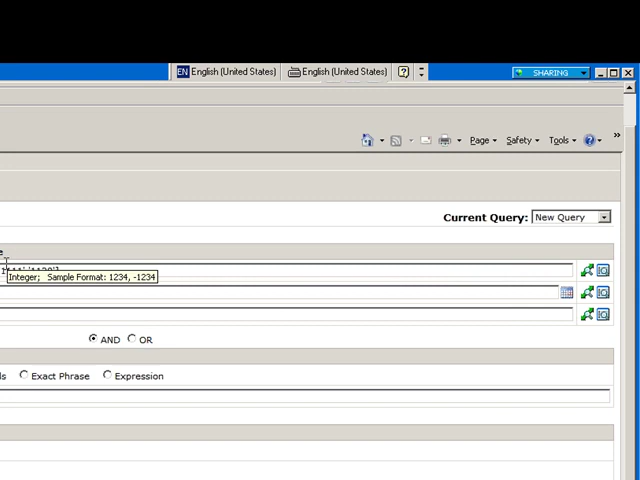 EN English (United States) English (United States) ? SHARING
Page Safety Tools ? »
Current Query: New Query
e
Integer; Sample Format: 1234, -1234
AND OR
ls Exact Phrase Expression